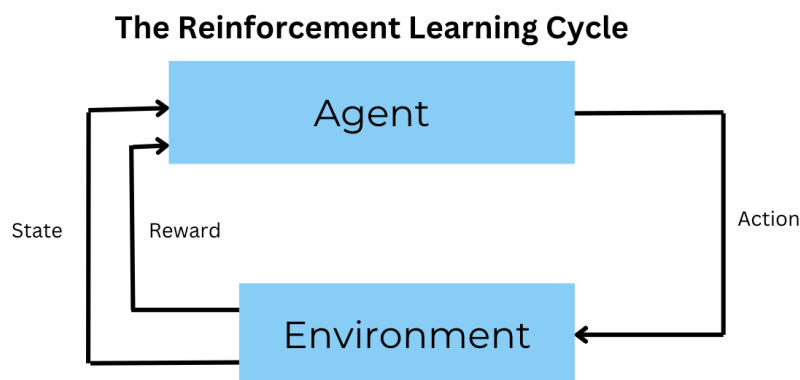 The Reinforcement Learning Cycle
Agent
State
Reward
Action
Environment